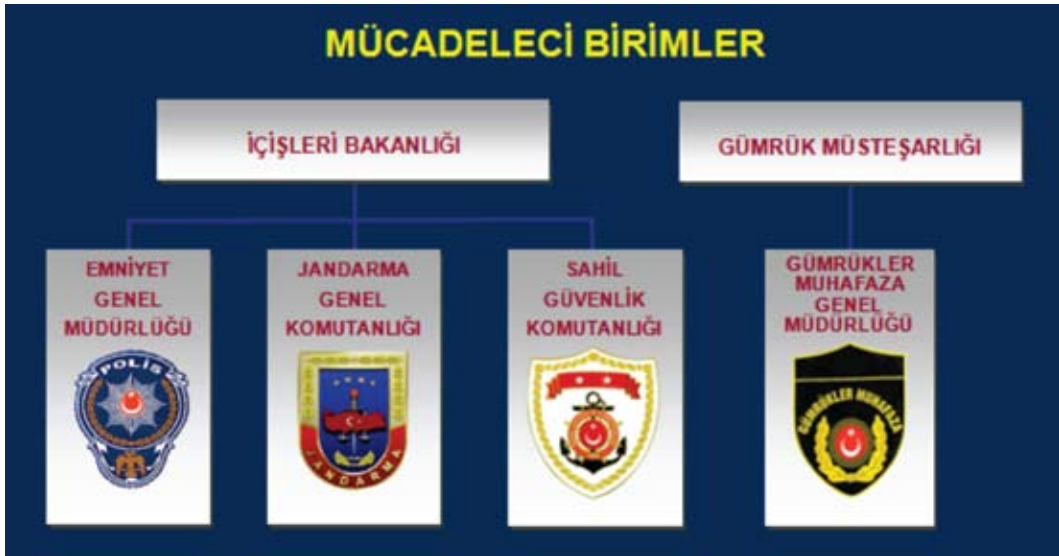 MÜCADELECİ BİRİMLER
İÇİŞLERİ BAKANLIĞI
GÜMRÜK MÜSTEŞARLIĞI
EMNİYET
GENEL
MÜDÜRLÜĞÜ
POLİS
JANDARMA
GENEL
KOMUTANLIĞI
JANDARMA
SAHİL
GÜVENLİK
KOMUTANLIĞI
GÜMRÜKLER
MUHAFAZA
GENEL
MÜDÜRLÜĞÜ
GÜMRÜKLER MUHAFAZA